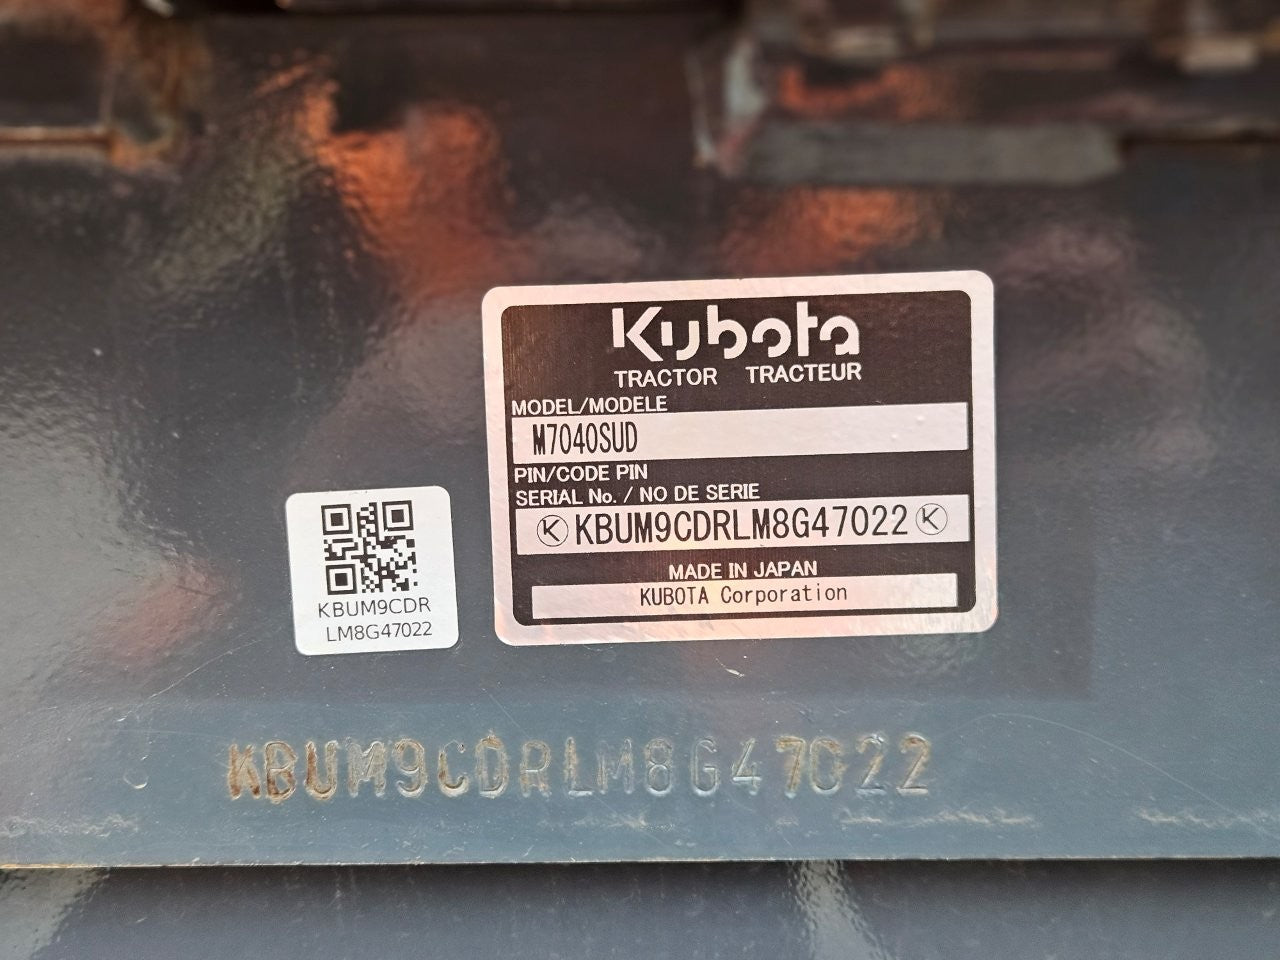 Kubota
TRACTOR TRACTEUR
MODEL/MODELE
M7040SUD
PIN/CODE PIN
SERIAL No. / NO DE SERIE
K KBUM9CDRLM8G47022 K
MADE IN JAPAN
KUBOTA Corporation
KBUM9CDR
LM8G47022
KBUM9CDRLM8G47022